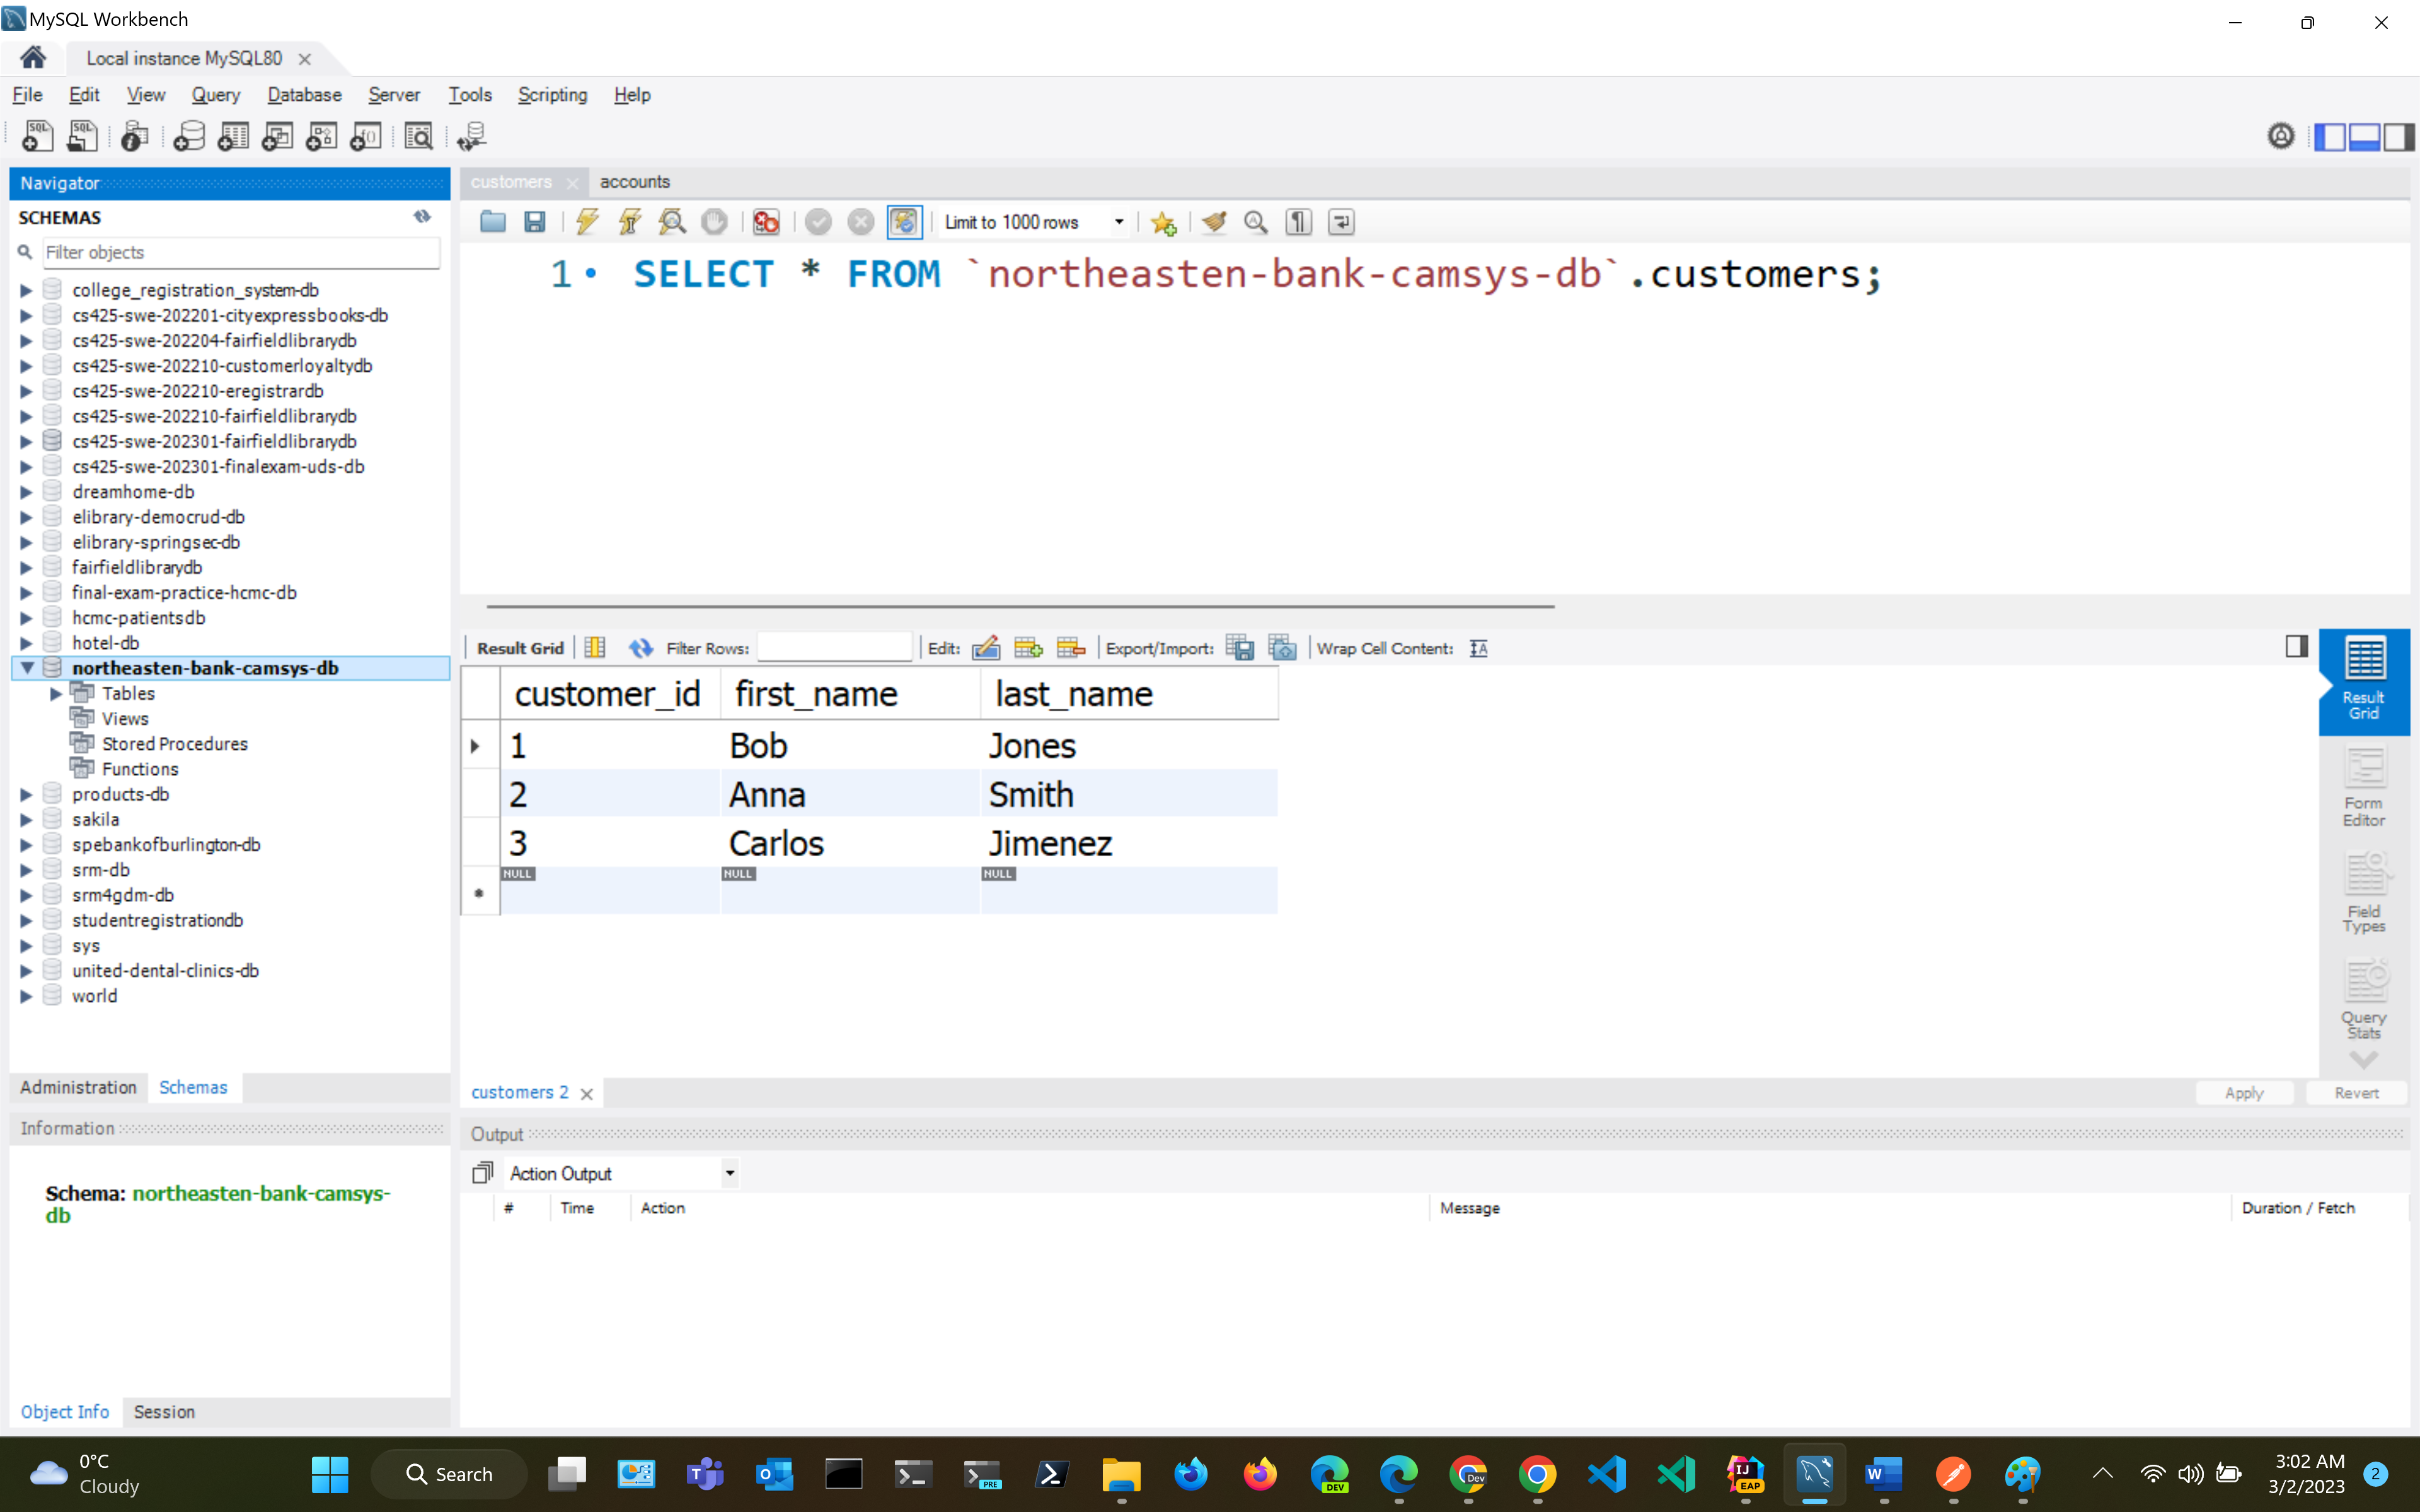 MySQL Workbench
Local instance MySQL80
File Edit View Query Database Server Tools Scripting Help
Navigator
SCHEMAS
Filter objects
college_registration_system-db
cs425-swe-202201-cityexpressbooks-db
cs425-swe-202204-fairfieldlibrarydb
cs425-swe-202210-customerloyaltydb
cs425-swe-202210-eregistrardb
cs425-swe-202210-fairfieldlibrarydb
cs425-swe-202301-fairfieldlibrarydb
cs425-swe-202301-finalexam-uds-db
dreamhome-db
elibrary-democrud-db
elibrary-springsec-db
fairfieldlibrarydb
final-exam-practice-hcmc-db
hcmc-patientsdb
hotel-db
northeasten-bank-camsys-db
Tables
Views
Stored Procedures
Functions
products-db
sakila
spebankofburlington-db
srm-db
srm4gdm-db
studentregistrationdb
sys
united-dental-clinics-db
world
Administration Schemas
Information
Schema: northeasten-bank-camsys-
db
Object Info Session
customers accounts
Limit to 1000 rows
1 SELECT * FROM `northeasten-bank-camsys-db`.customers;
Result Grid Filter Rows: Edit: Export/Import: Wrap Cell Content:
customer_id first_name last_name
1 Bob Jones
2 Anna Smith
3 Carlos Jimenez
NULL NULL NULL
Result
Grid
Form
Editor
Field
Types
Query
Stats
customers 2 Apply Revert
Output
Action Output
# Time Action Message Duration / Fetch
0°C
Cloudy
Search
DEV
Dev
PRE
EAP
3:02 AM
3/2/2023
2